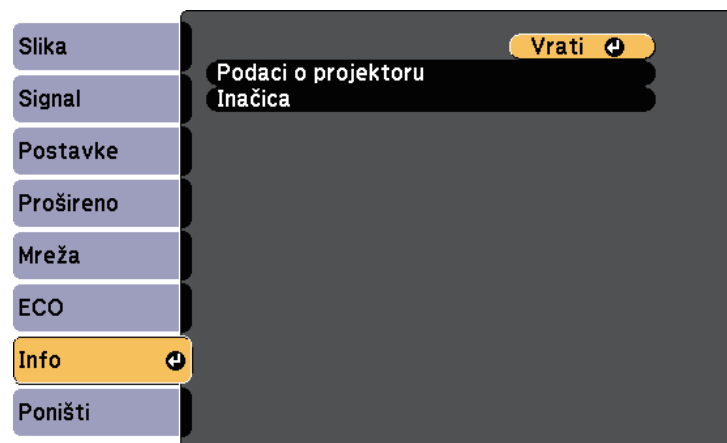 Slika
Signal
Postavke
Prošireno
Mreža
ECO
Info
Poništi
Vrati
Podaci o projektoru
Inačica